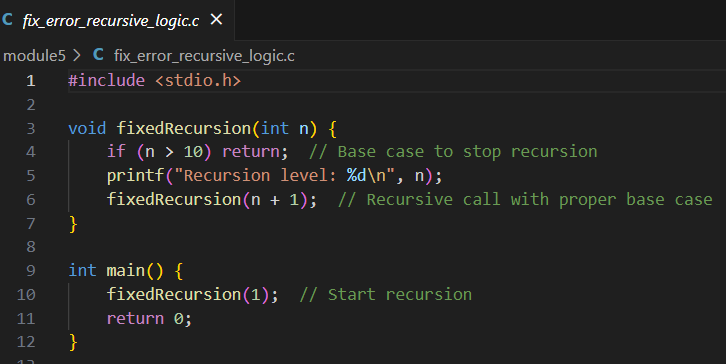 C fix_error_recursive_logic.c X
module5 > C fix_error_recursive_logic.c
1 #include <stdio.h>
2
3 void fixedRecursion(int n) {
4     if (n > 10) return;  // Base case to stop recursion
5     printf("Recursion level: %d\n", n);
6     fixedRecursion(n + 1);  // Recursive call with proper base case
7 }
8
9 int main() {
10     fixedRecursion(1);  // Start recursion
11     return 0;
12 }
13